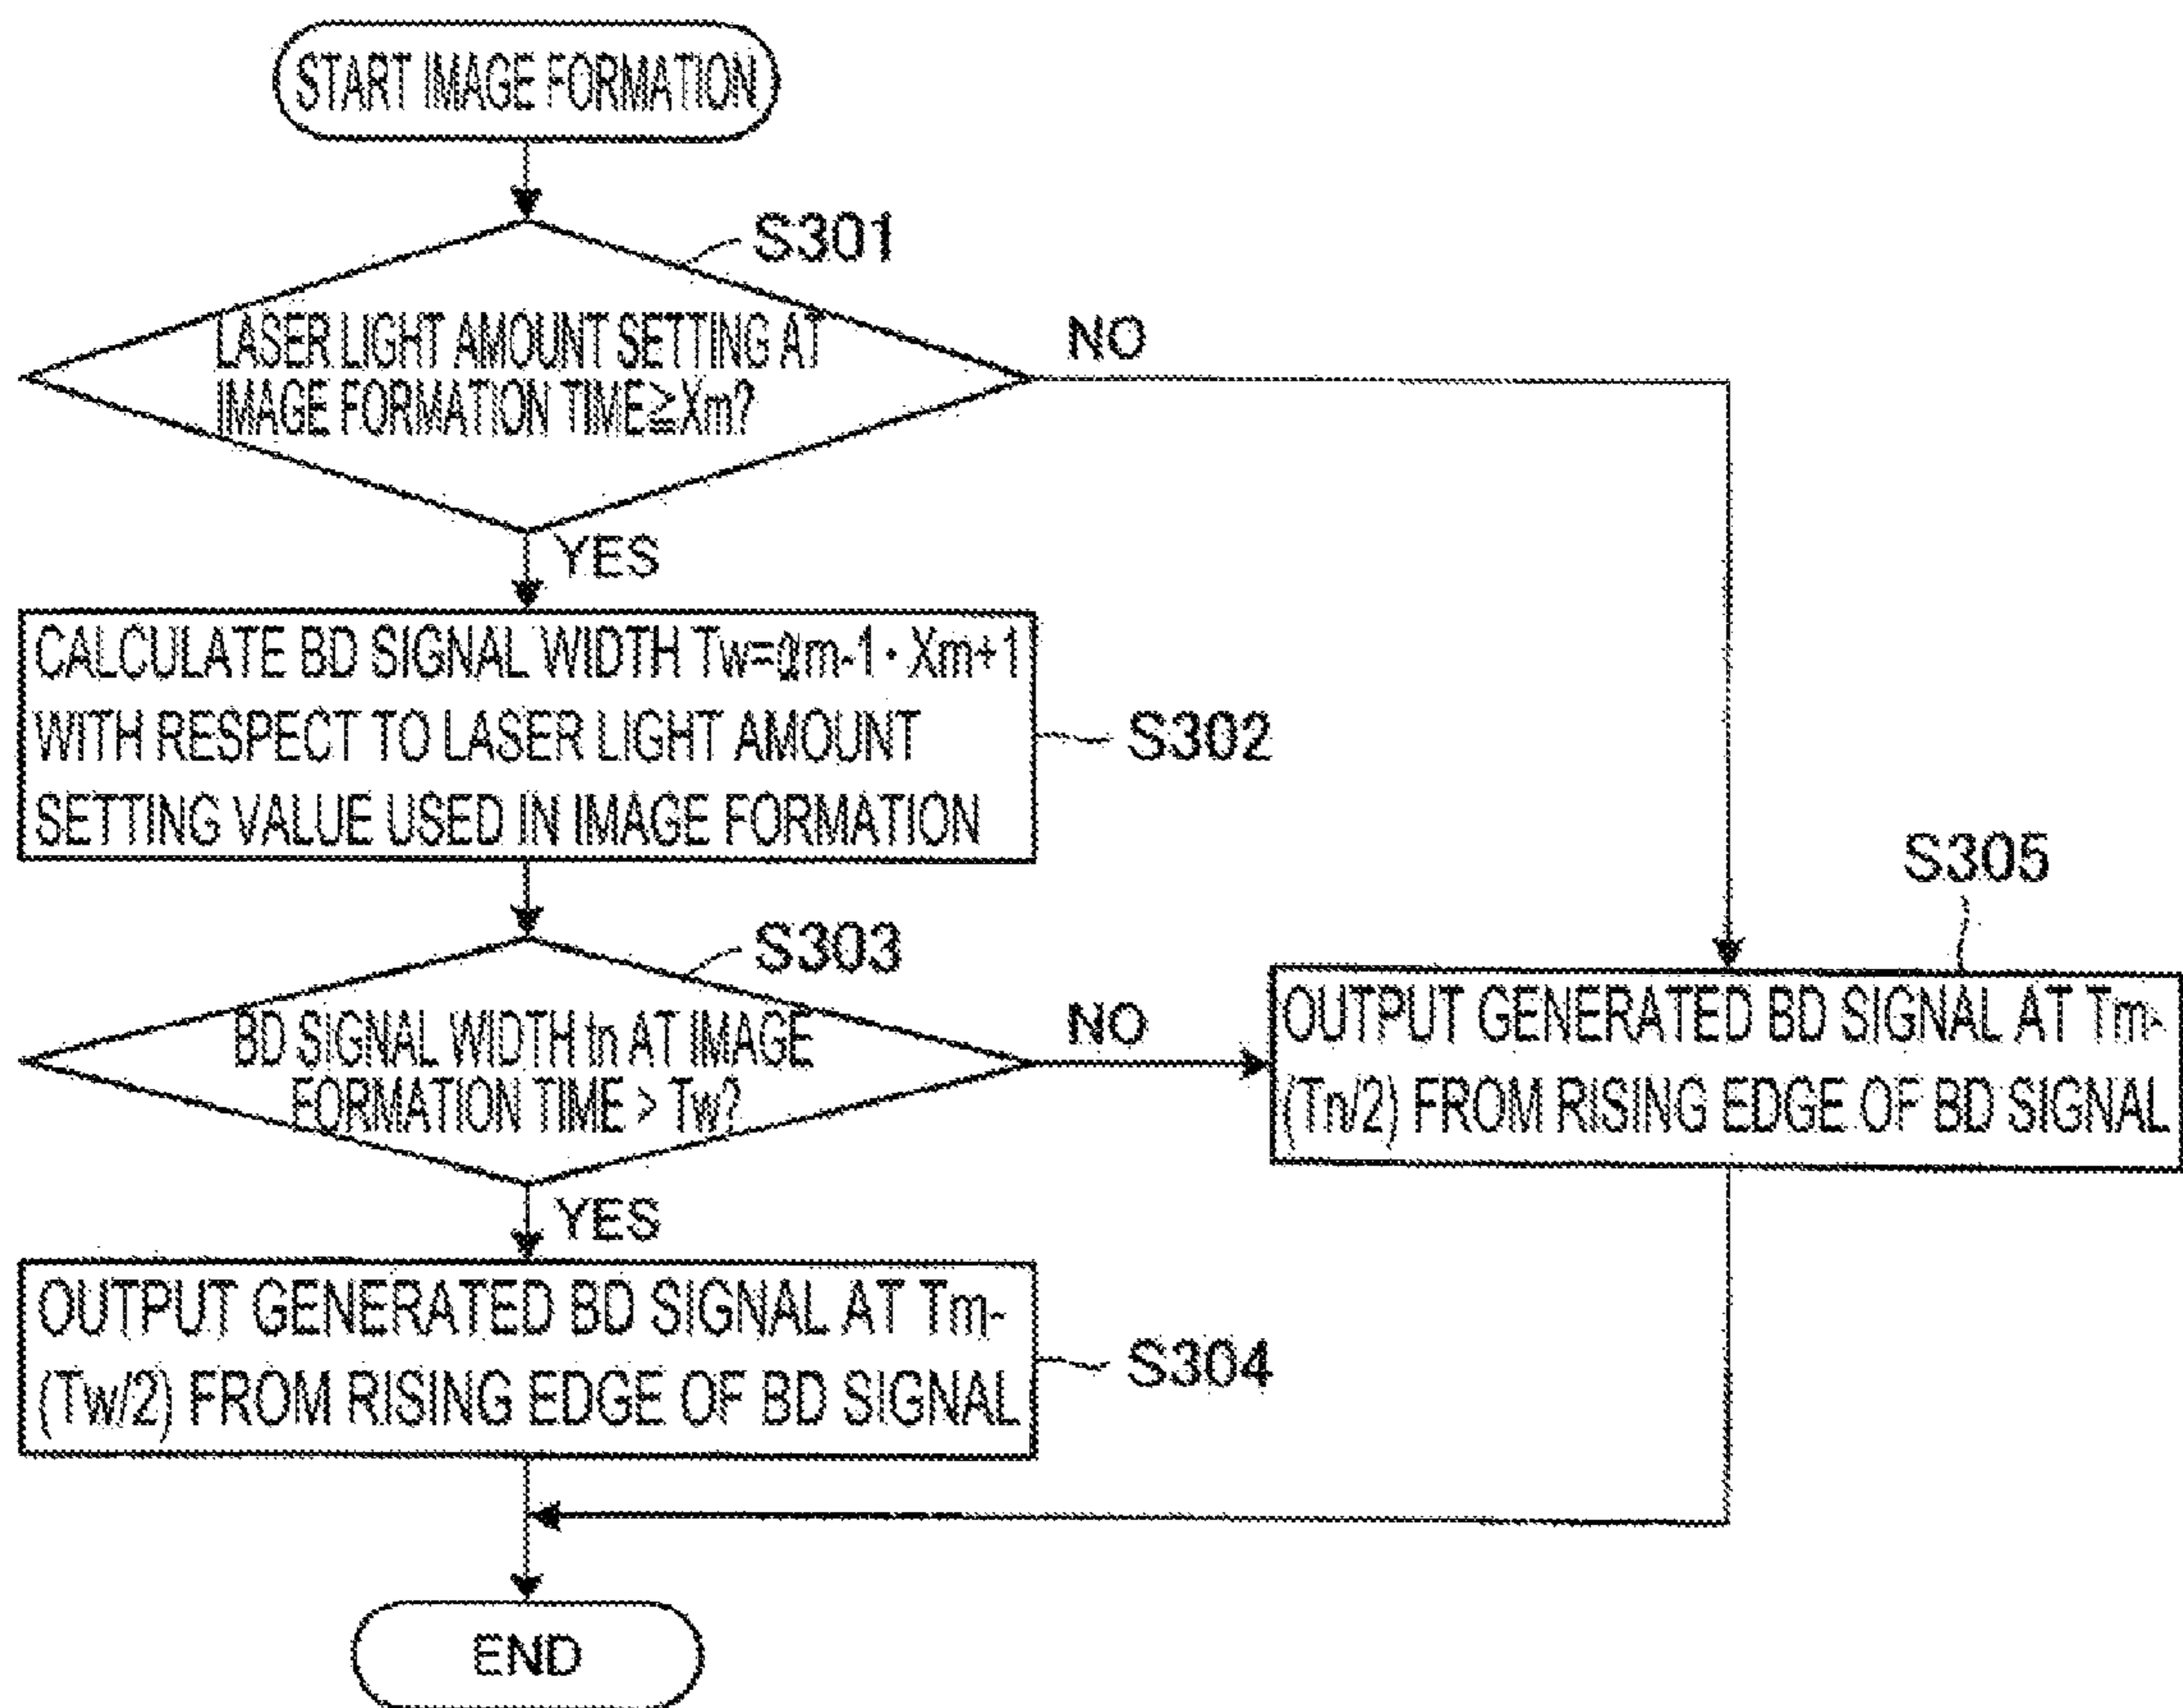 START IMAGE FORMATION
S301
LASER LIGHT AMOUNT SETTING AT
IMAGE FORMATION TIME≧Xm?
NO
YES
CALCULATE BD SIGNAL WIDTH Tw=αm-1・Xm+1
WITH RESPECT TO LASER LIGHT AMOUNT
SETTING VALUE USED IN IMAGE FORMATION
S302
S303
BD SIGNAL WIDTH tn AT IMAGE
FORMATION TIME > Tw?
NO
YES
S305
OUTPUT GENERATED BD SIGNAL AT Tm-
(Tn/2) FROM RISING EDGE OF BD SIGNAL
OUTPUT GENERATED BD SIGNAL AT Tm-
(Tw/2) FROM RISING EDGE OF BD SIGNAL
S304
END